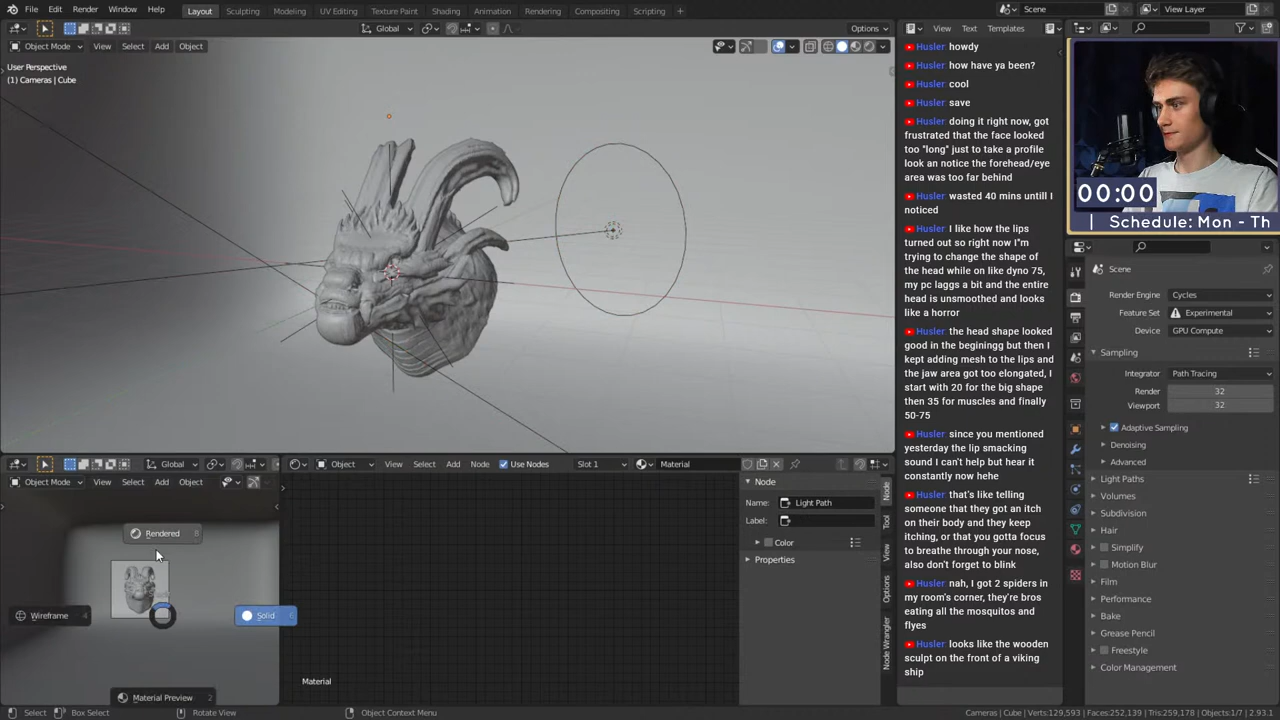 File Edit Render Window Help
Layout Sculpting Modeling UV Editing Texture Paint Shading Animation Rendering Compositing Scripting +
Scene
View Layer
Global
Options
View Text Templates
Object Mode View Select Add Object
User Perspective
(1) Cameras | Cube
Husler howdy
Husler how have ya been?
Husler cool
Husler save
Husler doing it right now, got
frustrated that the face looked
too "long" just to take a profile
look an notice the forehead/eye
area was too far behind
Husler wasted 40 mins untill I
noticed
Husler I like how the lips
turned out so right now I"m
trying to change the shape of
the head while on like dyno 75,
my pc laggs a bit and the entire
head is unsmoothed and looks
like a horror
Husler the head shape looked
good in the beginingg but then I
kept adding mesh to the lips and
the jaw area got too elongated, I
start with 20 for the big shape
then 35 for muscles and finally
50-75
Husler since you mentioned
yesterday the lip smacking
sound I can't help but hear it
constantly now hehe
Husler that's like telling
someone that they got an itch
on their body and they keep
itching, or that you gotta focus
to breathe through your nose,
also don't forget to blink
Husler nah, I got 2 spiders in
my room's corner, they're bros
eating all the mosquitos and
flyes
Husler looks like the wooden
sculpt on the front of a viking
ship
00:00
| Schedule: Mon - Th
Scene
Render Engine Cycles
Feature Set Experimental
Device GPU Compute
Sampling
Integrator Path Tracing
Render 32
Viewport 32
Adaptive Sampling
Denoising
Advanced
Light Paths
Volumes
Subdivision
Hair
Simplify
Motion Blur
Film
Performance
Bake
Grease Pencil
Freestyle
Color Management
Global
Object Mode View Select Add Object
Rendered 8
Wireframe 4
Solid 6
Material Preview 2
Object View Select Add Node Use Nodes Slot 1 Material
Node
Name: Light Path
Label:
Color
Properties
Node
Tool
View
Options
Node Wrangler
Material
Select Box Select Rotate View Object Context Menu
Cameras | Cube | Verts:129,593 | Faces:252,139 | Tris:259,178 | Objects:1/7 | 2.93.1